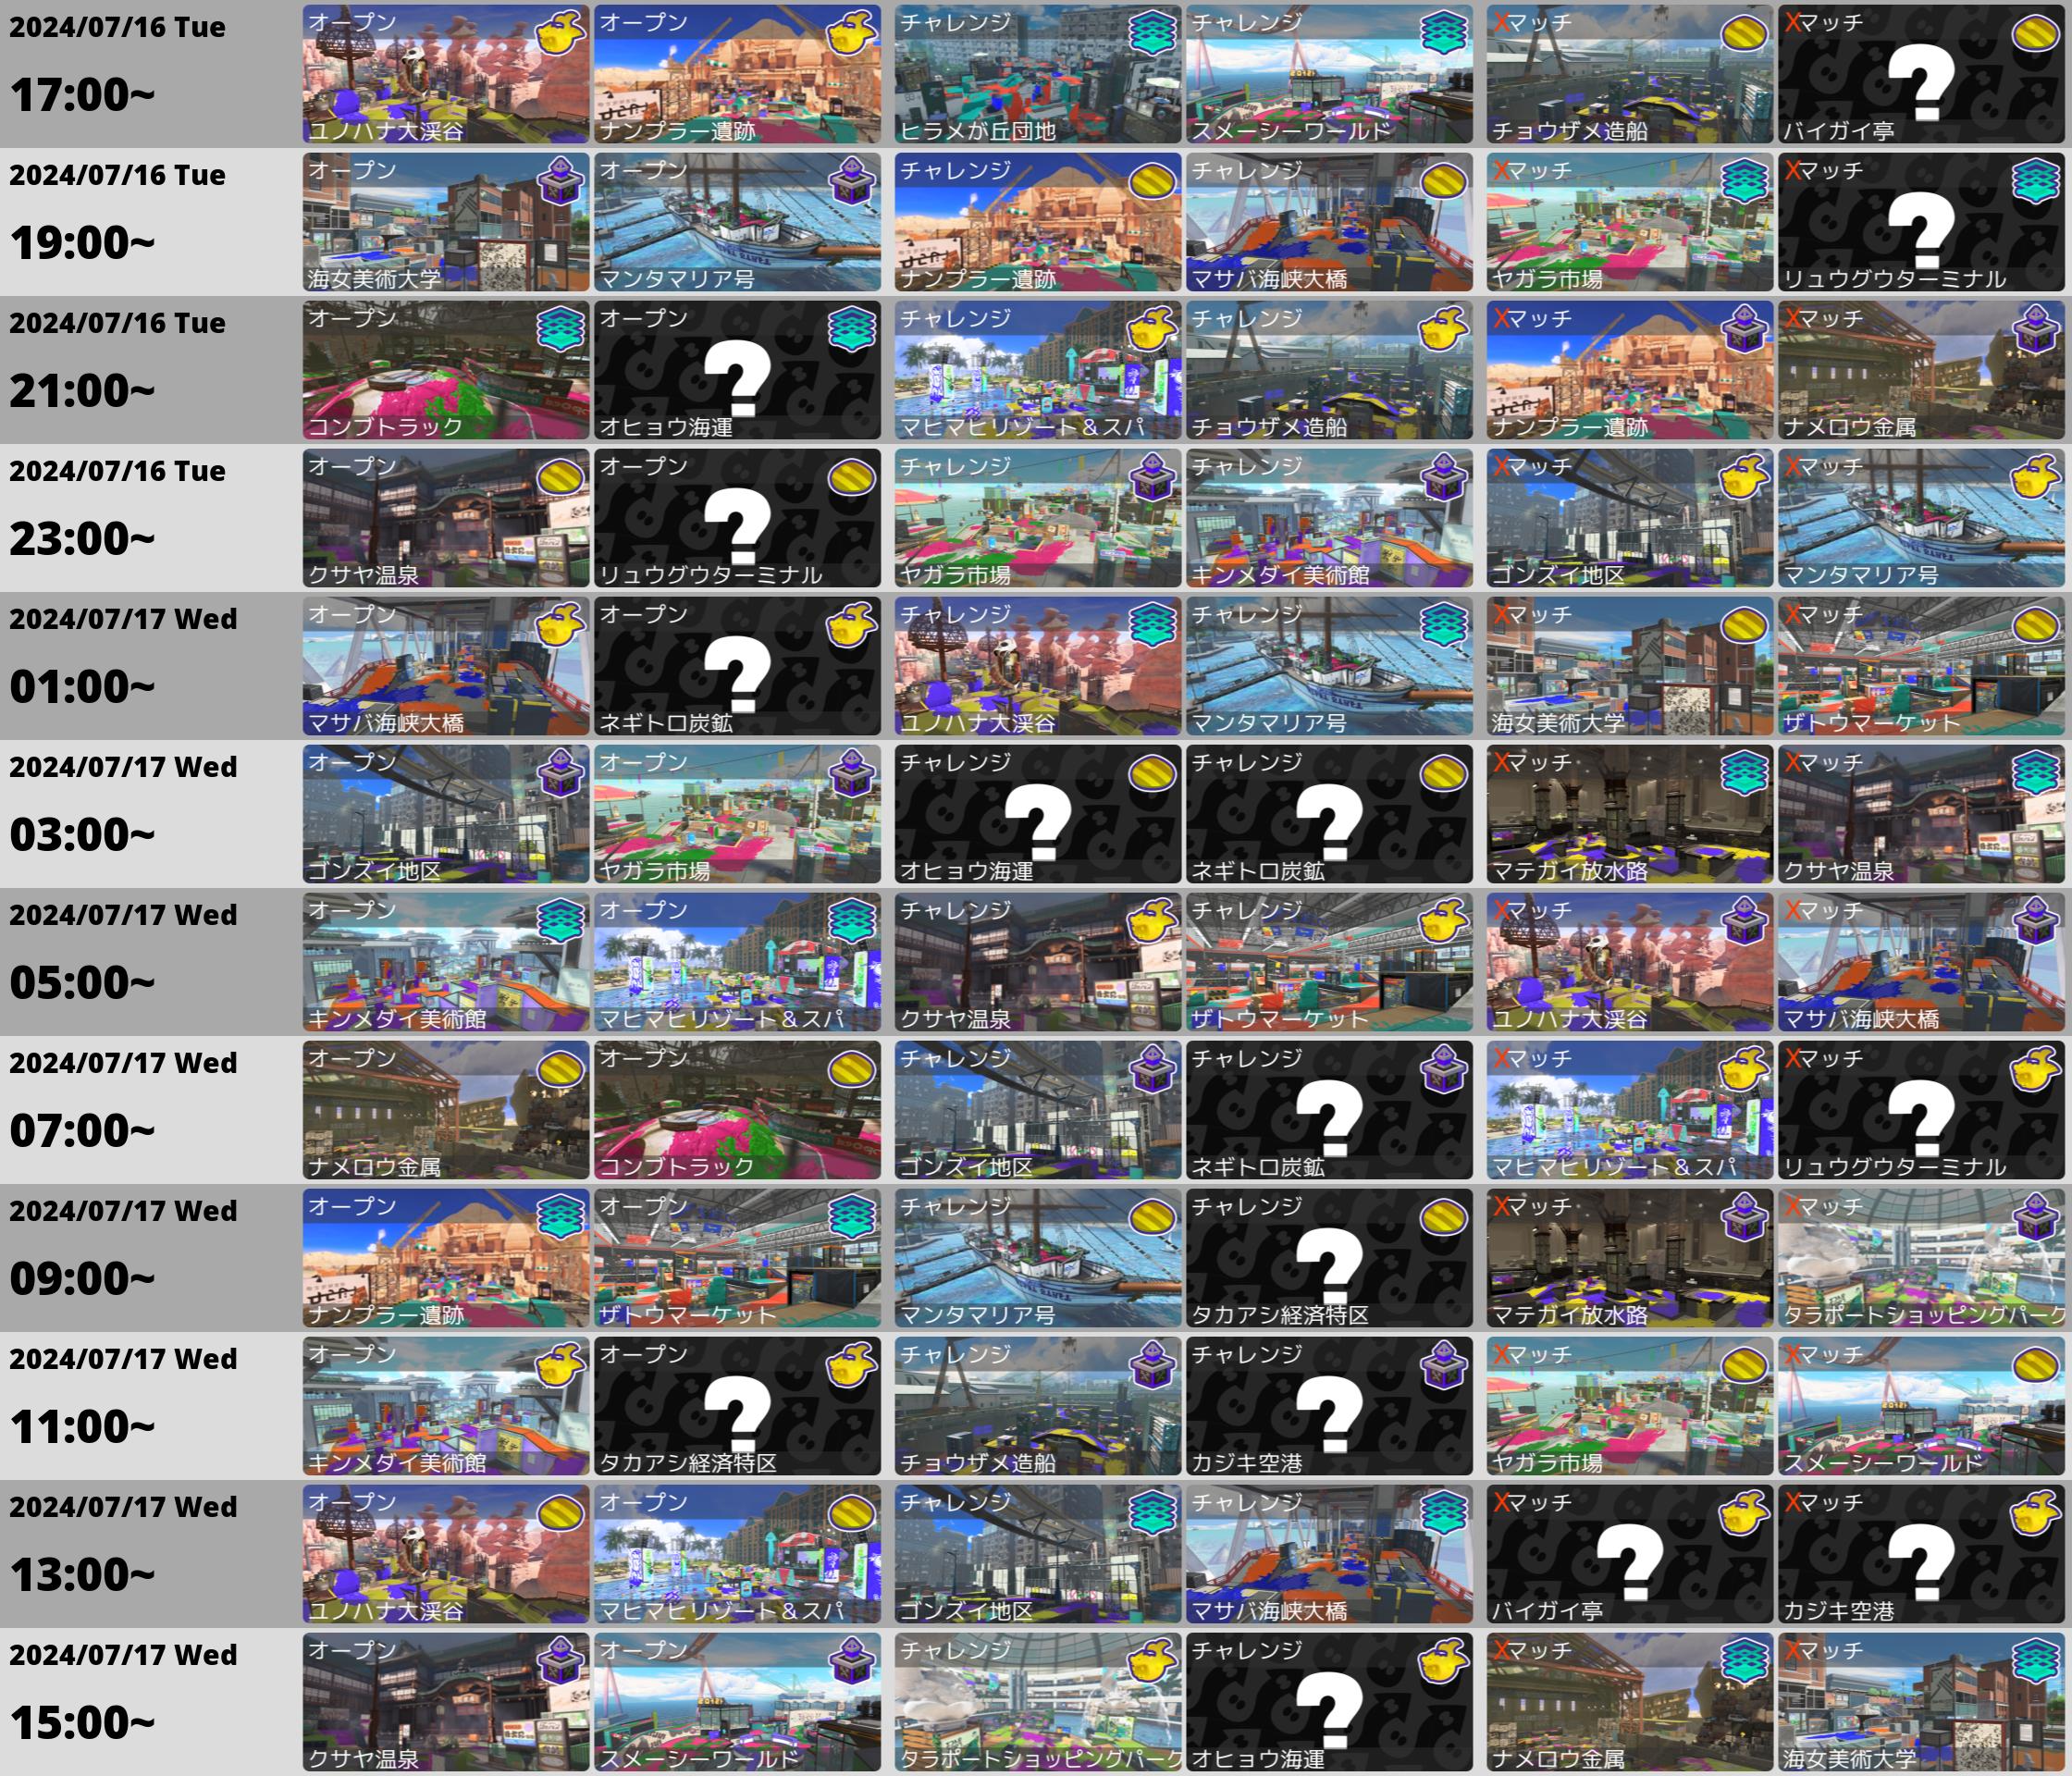 2024/07/16 Tue
17:00~
オープン
ユノハナ大渓谷
オープン
ナンプラー遺跡
チャレンジ
ヒラメが丘団地
チャレンジ
スメーシーワールド
Xマッチ
チョウザメ造船
Xマッチ
バイガイ亭
2024/07/16 Tue
19:00~
オープン
海女美術大学
オープン
マンタマリア号
チャレンジ
ナンプラー遺跡
チャレンジ
マサバ海峡大橋
Xマッチ
ヤガラ市場
Xマッチ
リュウグウターミナル
2024/07/16 Tue
21:00~
オープン
コンブトラック
オープン
オヒョウ海運
チャレンジ
マヒマヒリゾート&スパ
チャレンジ
チョウザメ造船
Xマッチ
ナンプラー遺跡
Xマッチ
ナメロウ金属
2024/07/16 Tue
23:00~
オープン
クサヤ温泉
オープン
リュウグウターミナル
チャレンジ
ヤガラ市場
チャレンジ
キンメダイ美術館
Xマッチ
ゴンズイ地区
Xマッチ
マンタマリア号
2024/07/17 Wed
01:00~
オープン
マサバ海峡大橋
オープン
ネギトロ炭鉱
チャレンジ
ユノハナ大渓谷
チャレンジ
マンタマリア号
Xマッチ
海女美術大学
Xマッチ
ザトウマーケット
2024/07/17 Wed
03:00~
オープン
ゴンズイ地区
オープン
ヤガラ市場
チャレンジ
オヒョウ海運
チャレンジ
ネギトロ炭鉱
Xマッチ
マテガイ放水路
Xマッチ
クサヤ温泉
2024/07/17 Wed
05:00~
オープン
キンメダイ美術館
オープン
マヒマヒリゾート&スパ
チャレンジ
クサヤ温泉
チャレンジ
ザトウマーケット
Xマッチ
ユノハナ大渓谷
Xマッチ
マサバ海峡大橋
2024/07/17 Wed
07:00~
オープン
ナメロウ金属
オープン
コンブトラック
チャレンジ
ゴンズイ地区
チャレンジ
ネギトロ炭鉱
Xマッチ
マヒマヒリゾート&スパ
Xマッチ
リュウグウターミナル
2024/07/17 Wed
09:00~
オープン
ナンプラー遺跡
オープン
ザトウマーケット
チャレンジ
マンタマリア号
チャレンジ
タカアシ経済特区
Xマッチ
マテガイ放水路
Xマッチ
タラポートショッピングパーク
2024/07/17 Wed
11:00~
オープン
キンメダイ美術館
オープン
タカアシ経済特区
チャレンジ
チョウザメ造船
チャレンジ
カジキ空港
Xマッチ
ヤガラ市場
Xマッチ
スメーシーワールド
2024/07/17 Wed
13:00~
オープン
ユノハナ大渓谷
オープン
マヒマヒリゾート&スパ
チャレンジ
ゴンズイ地区
チャレンジ
マサバ海峡大橋
Xマッチ
バイガイ亭
Xマッチ
カジキ空港
2024/07/17 Wed
15:00~
オープン
クサヤ温泉
オープン
スメーシーワールド
チャレンジ
タラポートショッピングパーク
チャレンジ
オヒョウ海運
Xマッチ
ナメロウ金属
Xマッチ
海女美術大学